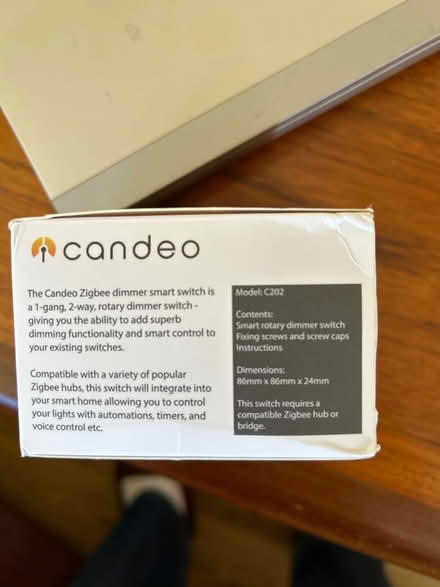 candeo
The Candeo Zigbee dimmer smart switch is
a 1-gang, 2-way, rotary dimmer switch -
giving you the ability to add superb
dimming functionality and smart control to
your existing switches.
Compatible with a variety of popular
Zigbee hubs, this switch will integrate into
your smart home allowing you to control
your lights with automations, timers, and
voice control etc.
Model: C202
Contents:
Smart rotary dimmer switch
Fixing screws and screw caps
Instructions
Dimensions:
86mm x 86mm x 24mm
This switch requires a
compatible Zigbee hub or
bridge.